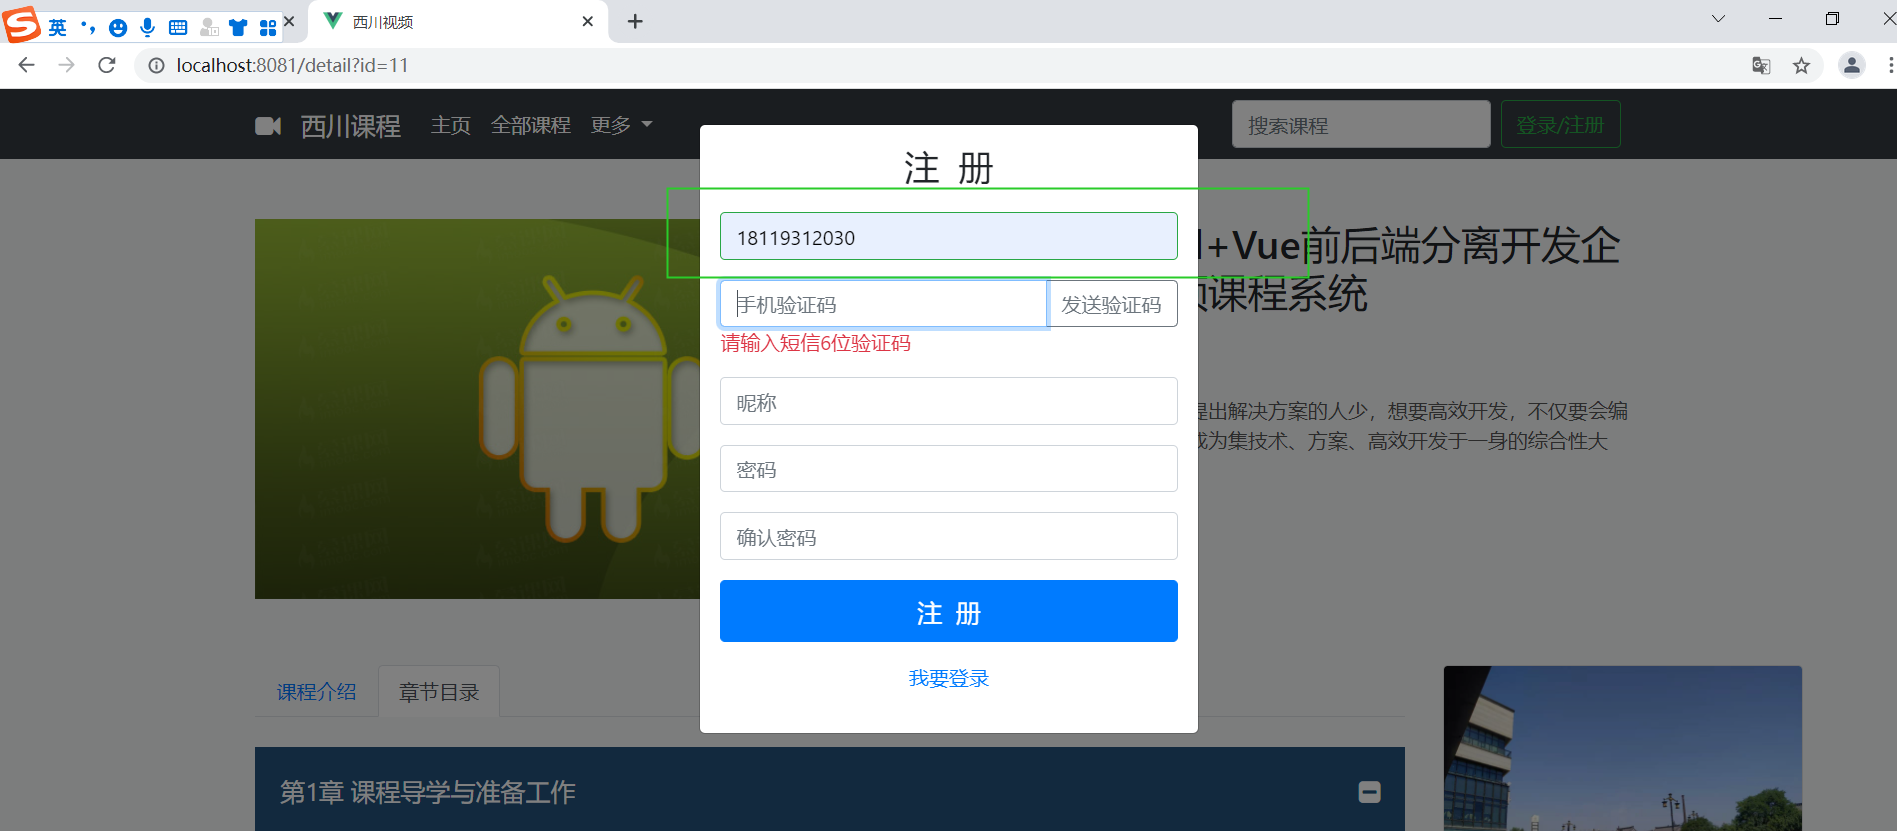 英
西川视频
localhost:8081/detail?id=11
西川课程 主页 全部课程 更多
搜索课程
登录/注册
注 册
18119312030
+Vue前后端分离开发企
课程系统
手机验证码
发送验证码
请输入短信6位验证码
昵称
提出解决方案的人少，想要高效开发，不仅要会编
成为集技术、方案、高效开发于一身的综合性大
密码
确认密码
注 册
我要登录
课程介绍
章节目录
第1章 课程导学与准备工作